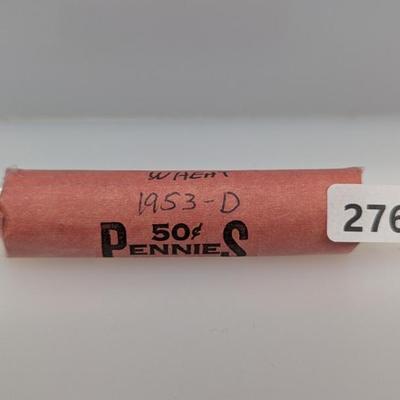 WHEAT
1953-D
50¢
PENNIES
276